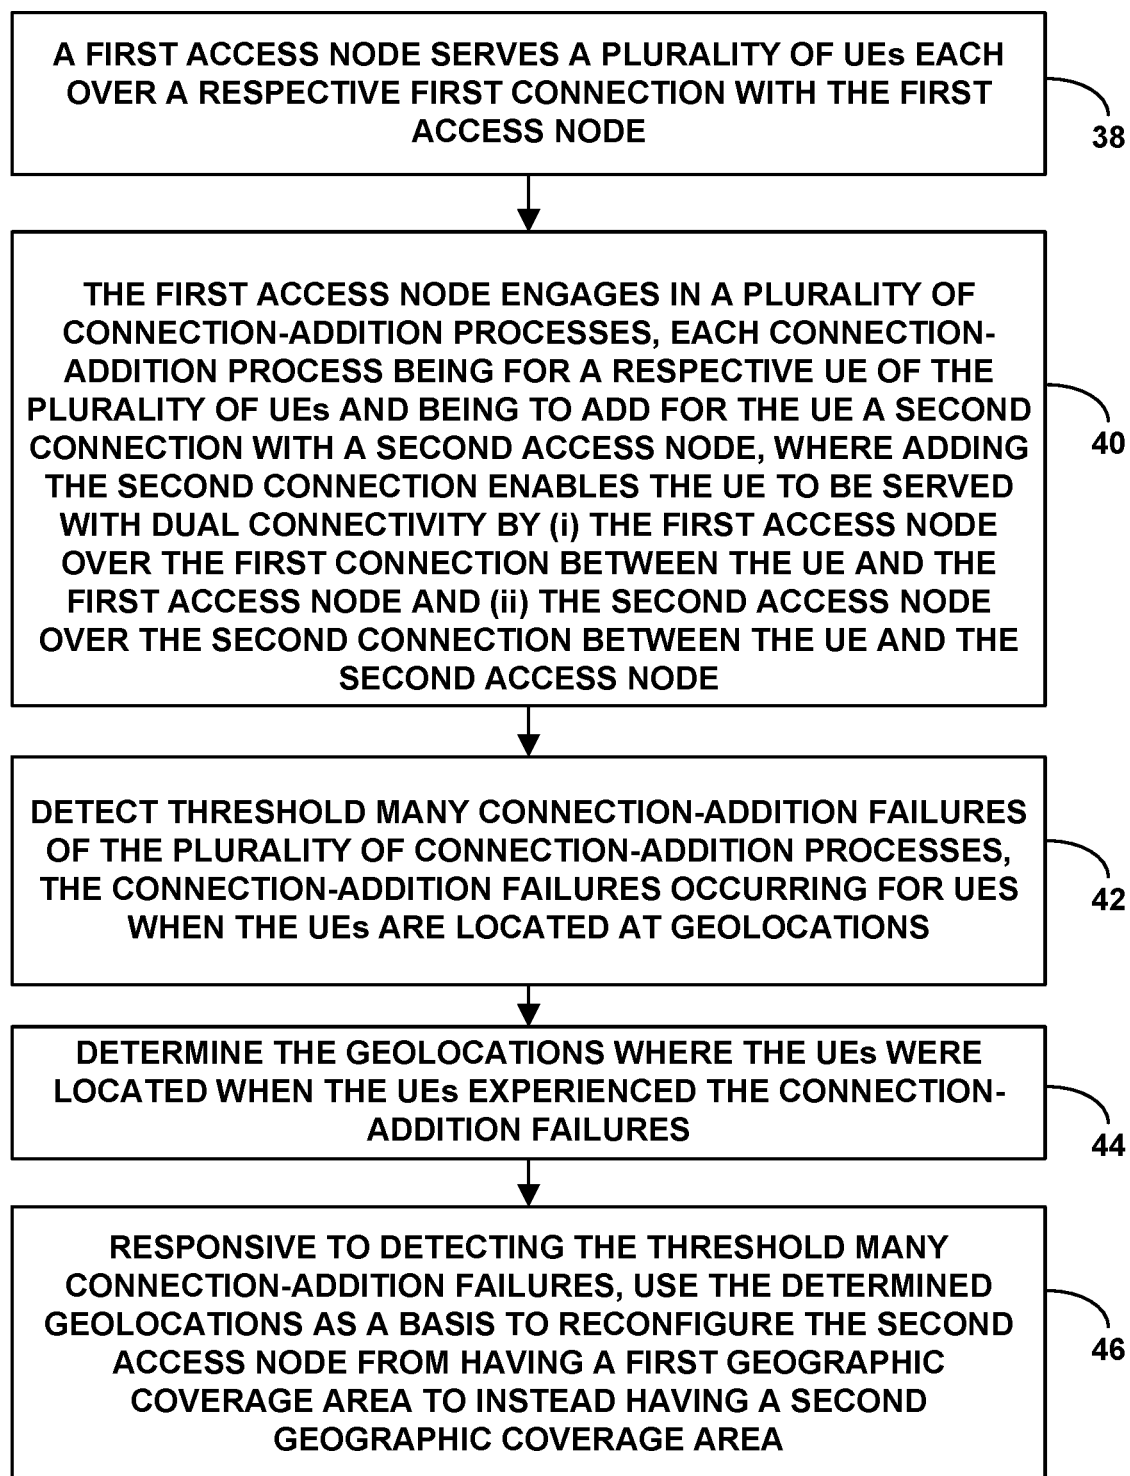 A FIRST ACCESS NODE SERVES A PLURALITY OF UEs EACH
OVER A RESPECTIVE FIRST CONNECTION WITH THE FIRST
ACCESS NODE
38
THE FIRST ACCESS NODE ENGAGES IN A PLURALITY OF
CONNECTION-ADDITION PROCESSES, EACH CONNECTION-
ADDITION PROCESS BEING FOR A RESPECTIVE UE OF THE
PLURALITY OF UEs AND BEING TO ADD FOR THE UE A SECOND
CONNECTION WITH A SECOND ACCESS NODE, WHERE ADDING
THE SECOND CONNECTION ENABLES THE UE TO BE SERVED
WITH DUAL CONNECTIVITY BY (i) THE FIRST ACCESS NODE
OVER THE FIRST CONNECTION BETWEEN THE UE AND THE
FIRST ACCESS NODE AND (ii) THE SECOND ACCESS NODE
OVER THE SECOND CONNECTION BETWEEN THE UE AND THE
SECOND ACCESS NODE
40
DETECT THRESHOLD MANY CONNECTION-ADDITION FAILURES
OF THE PLURALITY OF CONNECTION-ADDITION PROCESSES,
THE CONNECTION-ADDITION FAILURES OCCURRING FOR UES
WHEN THE UEs ARE LOCATED AT GEOLOCATIONS
42
DETERMINE THE GEOLOCATIONS WHERE THE UEs WERE
LOCATED WHEN THE UEs EXPERIENCED THE CONNECTION-
ADDITION FAILURES
44
RESPONSIVE TO DETECTING THE THRESHOLD MANY
CONNECTION-ADDITION FAILURES, USE THE DETERMINED
GEOLOCATIONS AS A BASIS TO RECONFIGURE THE SECOND
ACCESS NODE FROM HAVING A FIRST GEOGRAPHIC
COVERAGE AREA TO INSTEAD HAVING A SECOND
GEOGRAPHIC COVERAGE AREA
46